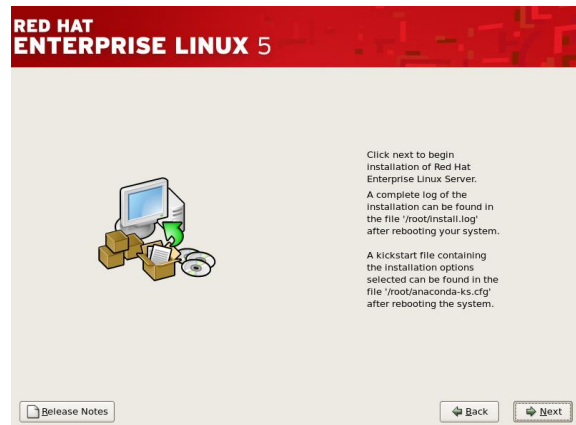 RED HAT
ENTERPRISE LINUX 5
Click next to begin
installation of Red Hat
Enterprise Linux Server.
A complete log of the
installation can be found in
the file '/root/install.log'
after rebooting your system.
A kickstart file containing
the installation options
selected can be found in the
file '/root/anaconda-ks.cfg'
after rebooting the system.
Release Notes
Back
Next